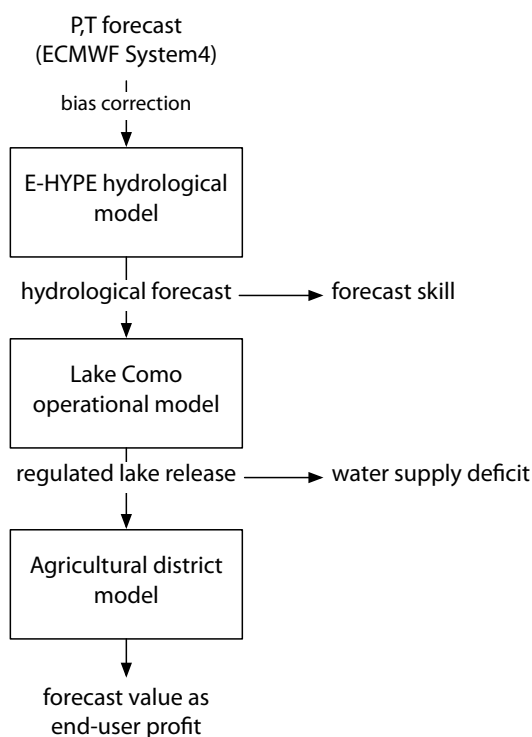 P,T forecast
(ECMWF System4)
bias correction
E-HYPE hydrological
model
hydrological forecast
forecast skill
Lake Como
operational model
regulated lake release
water supply deficit
Agricultural district
model
forecast value as
end-user profit